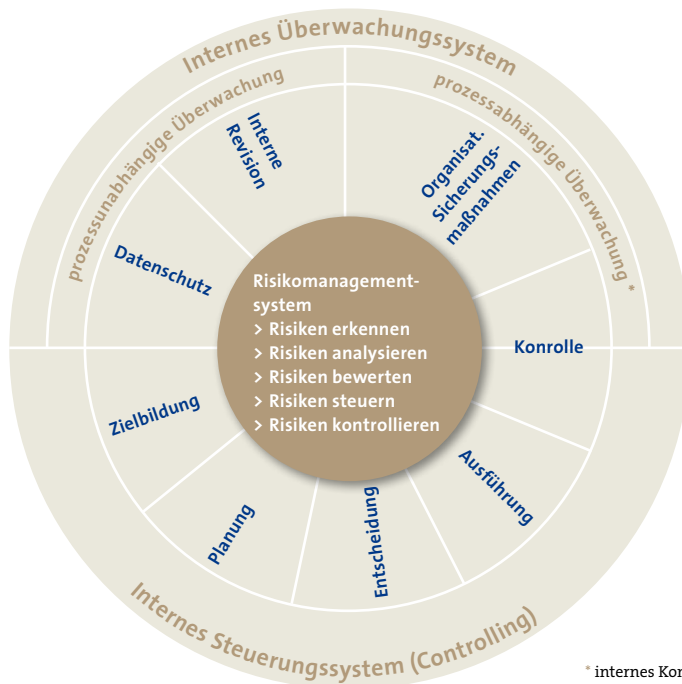 Internes Überwachungssystem
prozessunabhängige Überwachung
prozessabhängige Überwachung *
Interne
Revision
Organisat.
Sicherungs-
maßnahmen
Datenschutz
Konrolle
Zielbildung
Ausführung
Planung
Entscheidung
Risikomanagement-
system
> Risiken erkennen
> Risiken analysieren
> Risiken bewerten
> Risiken steuern
> Risiken kontrollieren
Internes Steuerungssystem (Controlling)
* internes Kon